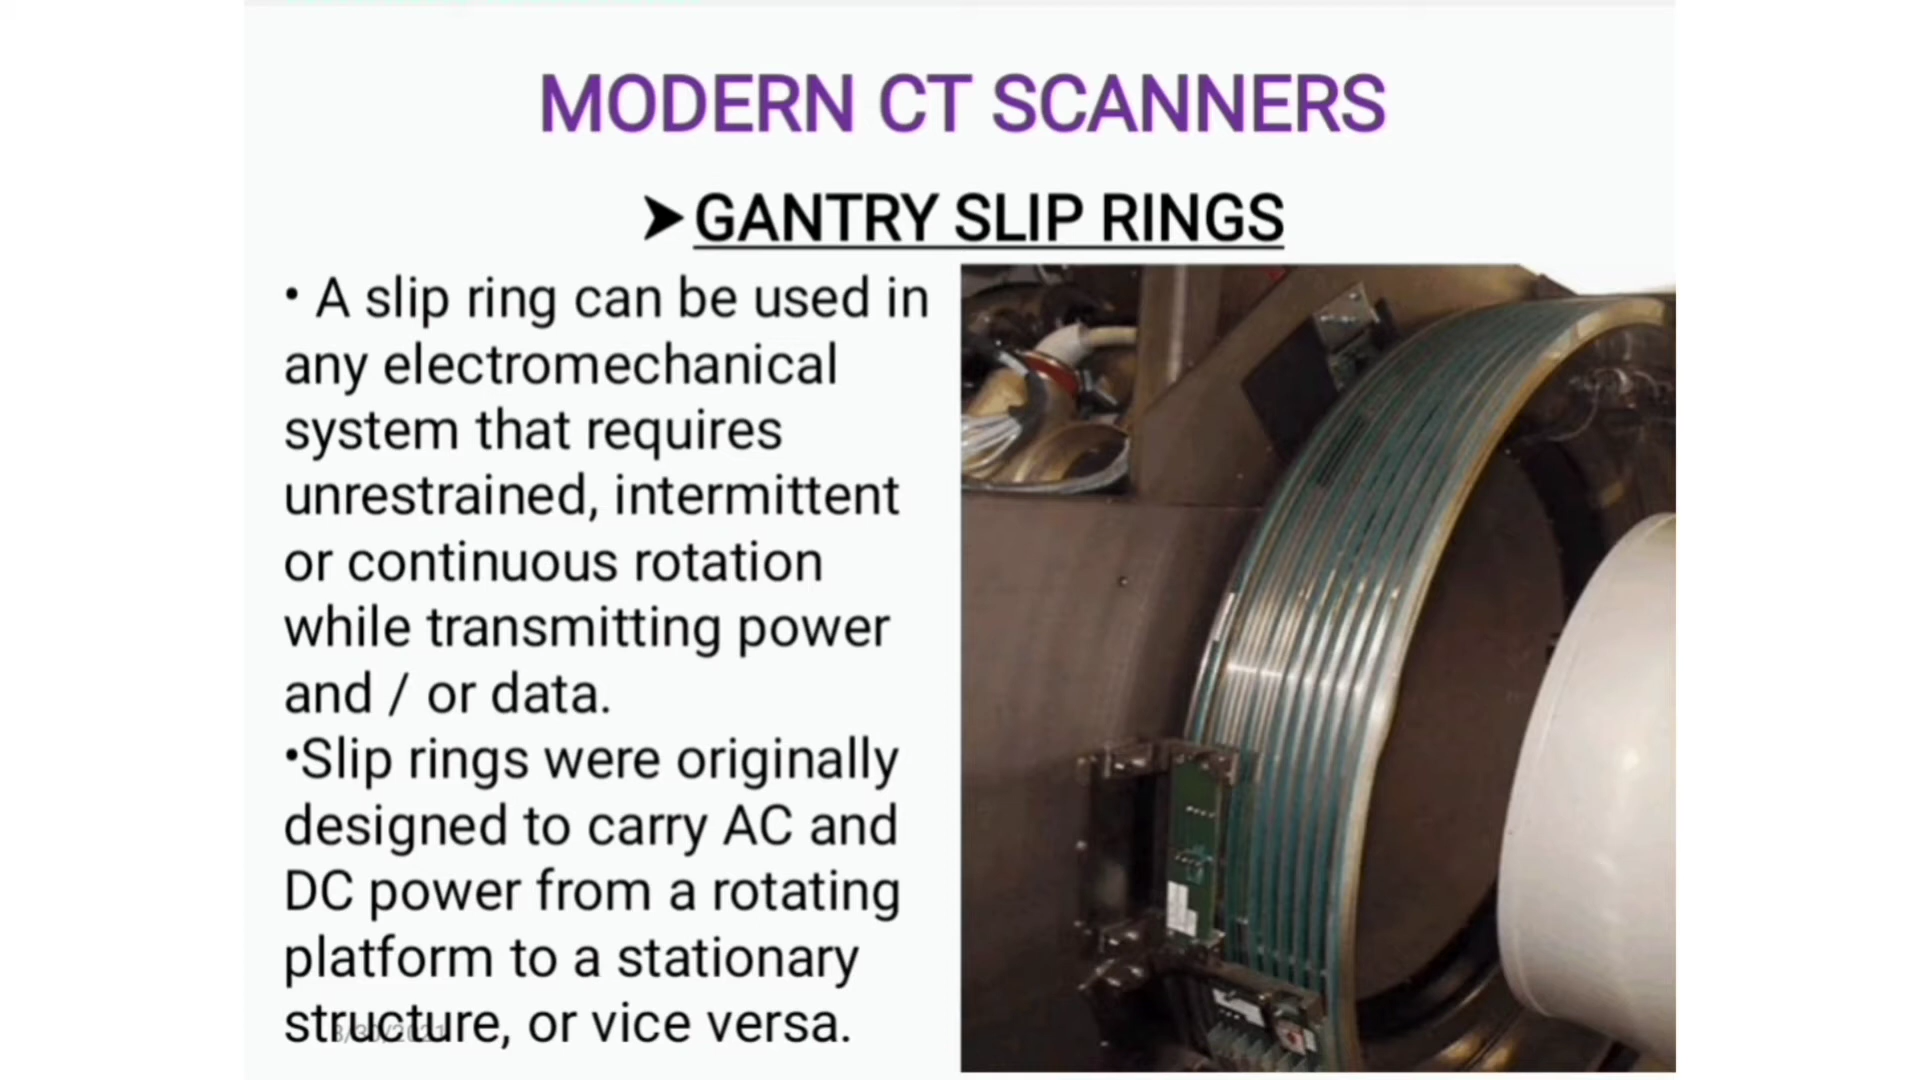 MODERN CT SCANNERS
➤GANTRY SLIP RINGS
• A slip ring can be used in
any electromechanical
system that requires
unrestrained, intermittent
or continuous rotation
while transmitting power
and / or data.
•Slip rings were originally
designed to carry AC and
DC power from a rotating
platform to a stationary
structure, or vice versa.